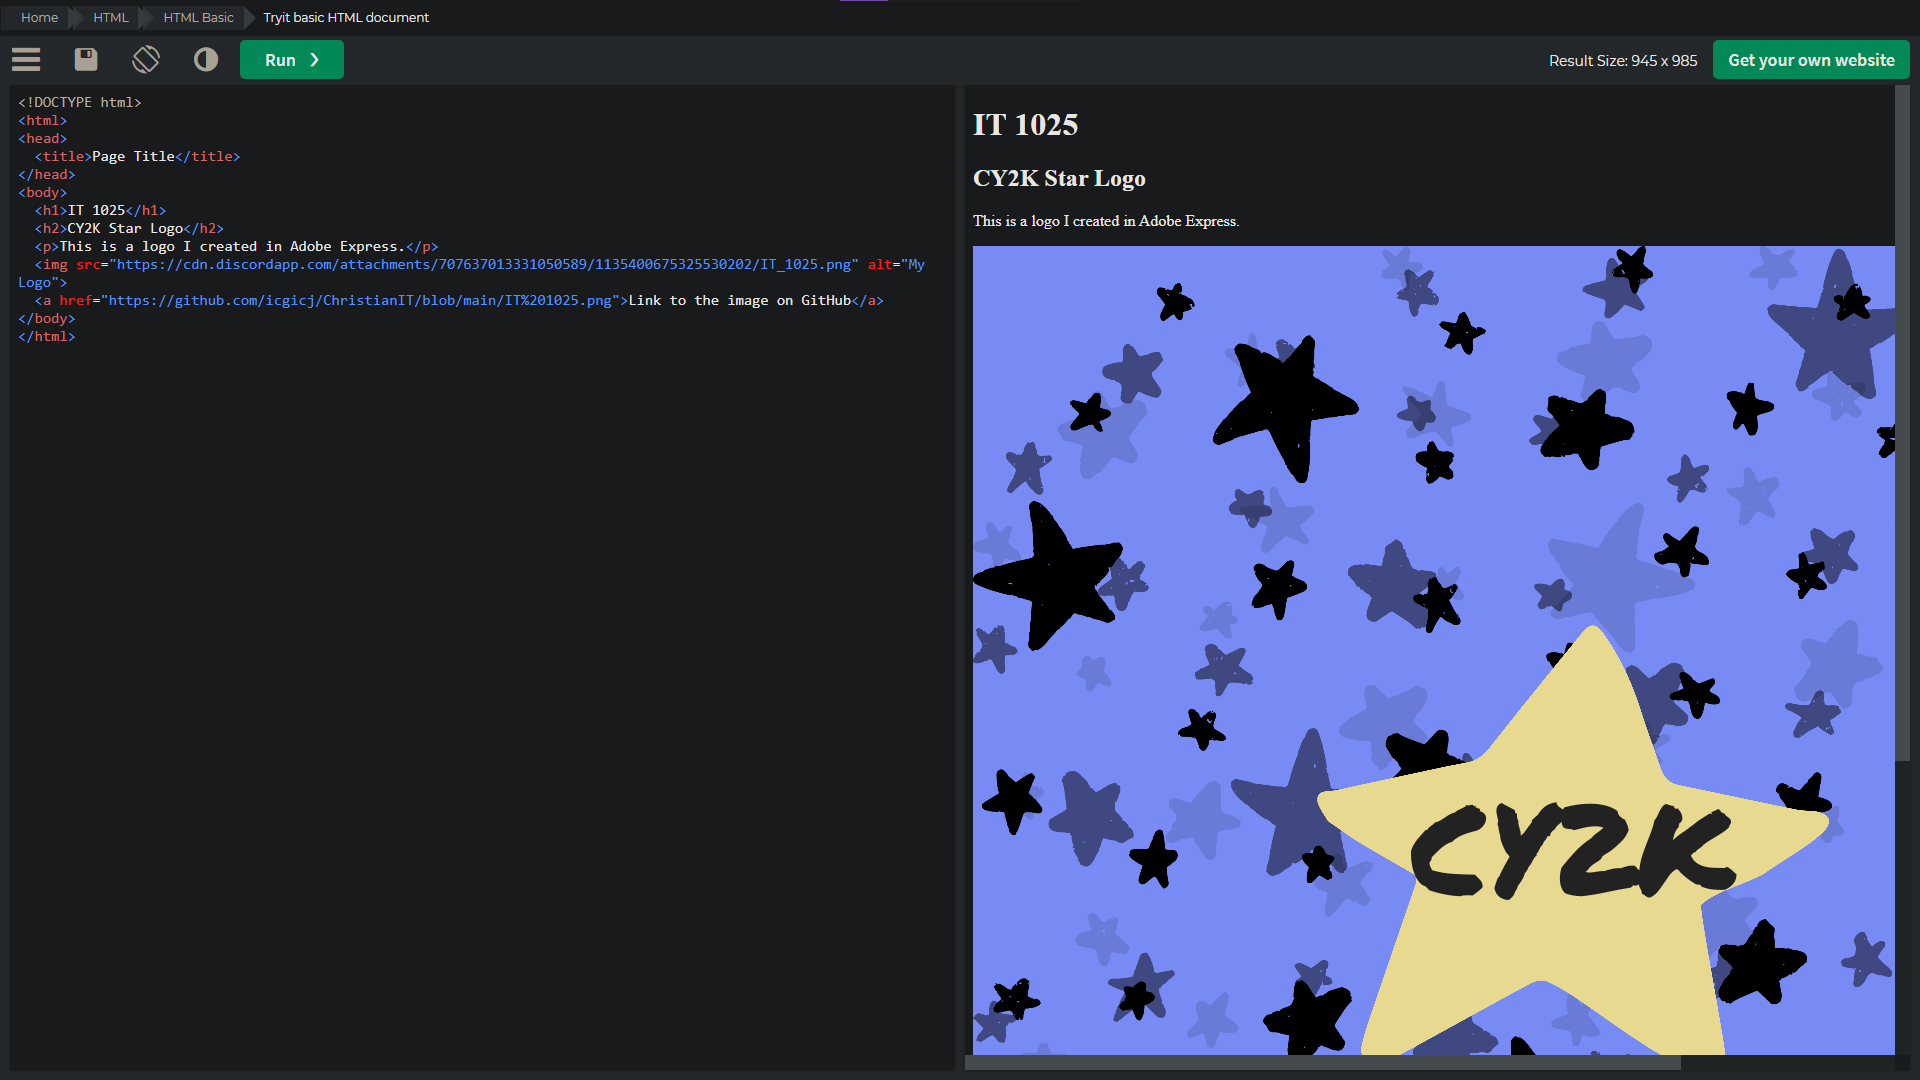 Home HTML HTML Basic Tryit basic HTML document
Run ❯ Result Size: 945 x 985 Get your own website
<!DOCTYPE html>
<html>
<head>
  <title>Page Title</title>
</head>
<body>
  <h1>IT 1025</h1>
  <h2>CY2K Star Logo</h2>
  <p>This is a logo I created in Adobe Express.</p>
  <img src="https://cdn.discordapp.com/attachments/707637013331050589/1135400675325530202/IT_1025.png" alt="My
Logo">
  <a href="https://github.com/icgicj/ChristianIT/blob/main/IT%201025.png">Link to the image on GitHub</a>
</body>
</html>
IT 1025
CY2K Star Logo
This is a logo I created in Adobe Express.
CY2K